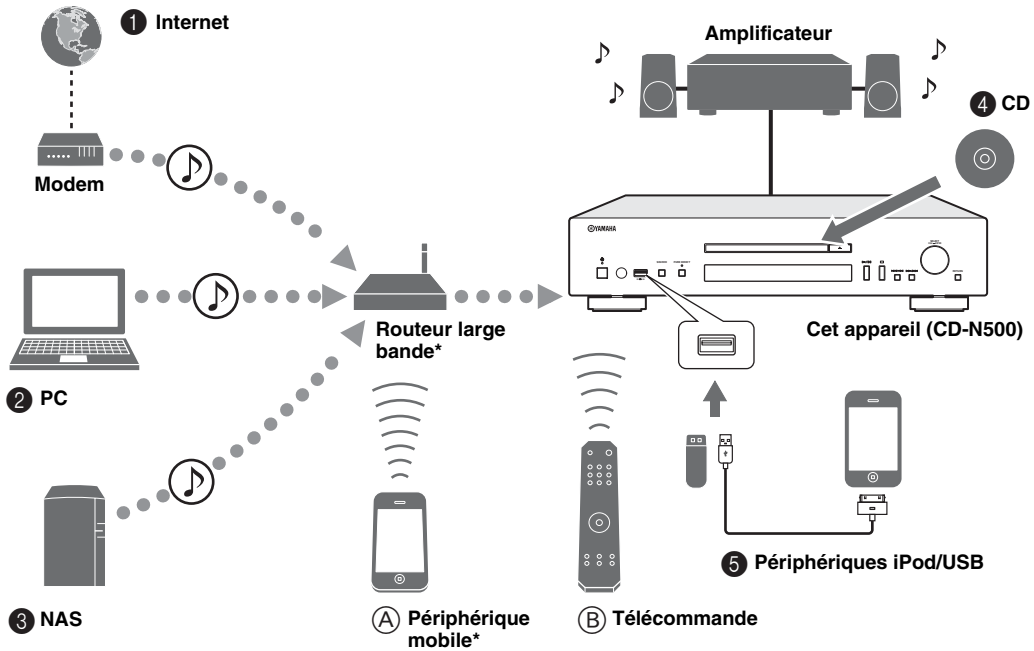 ❶ Internet
Modem
❷ PC
❸ NAS
Routeur large
bande*
Ⓐ Périphérique
mobile*
Amplificateur
❹ CD
YAMAHA
Cet appareil (CD-N500)
❺ Périphériques iPod/USB
Ⓑ Télécommande